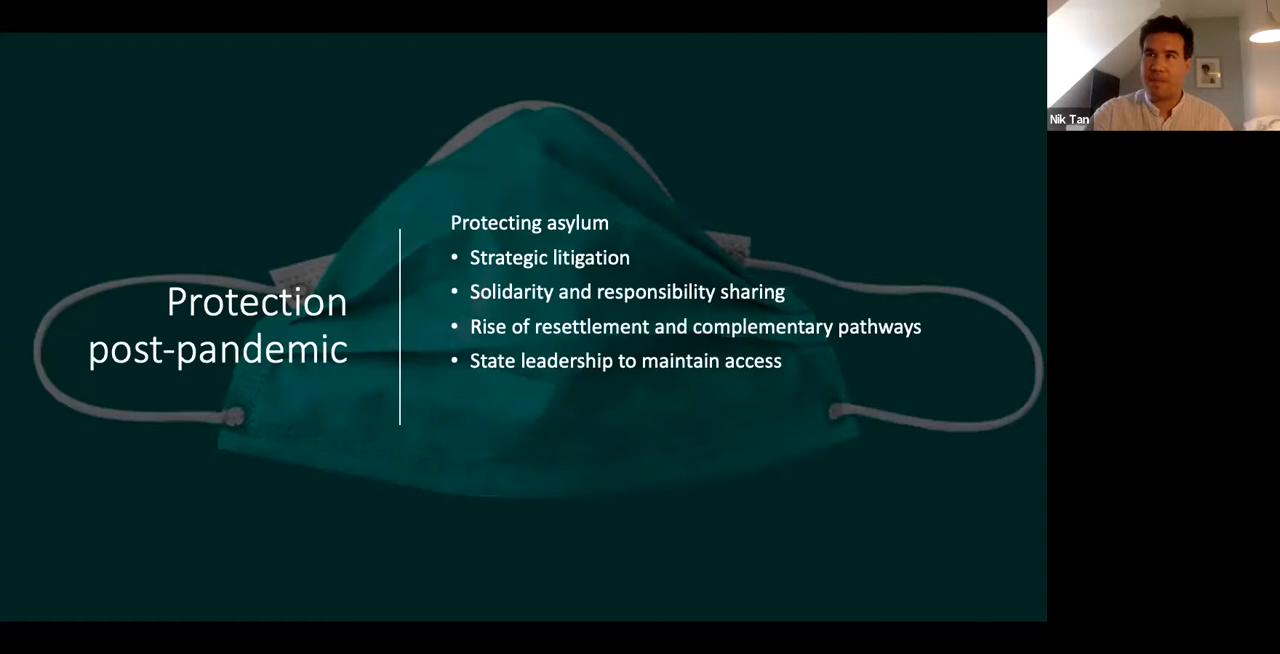 Protection
post-pandemic
Protecting asylum
• Strategic litigation
• Solidarity and responsibility sharing
• Rise of resettlement and complementary pathways
• State leadership to maintain access
Nik Tan